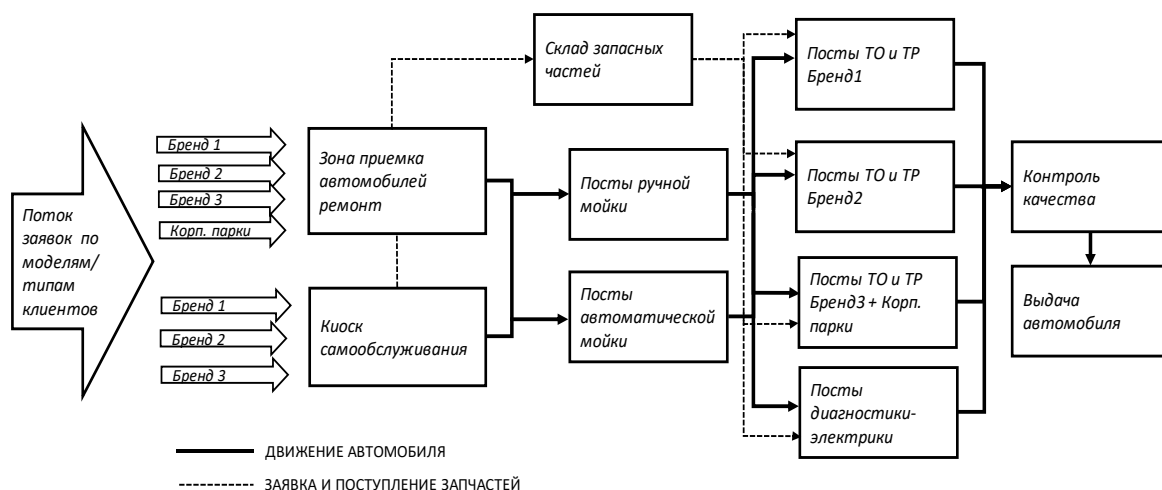 Поток
заявок по
моделям/
типам
клиентов
Бренд 1
Бренд 2
Бренд 3
Корп. парки
Бренд 1
Бренд 2
Бренд 3
Зона приемка
автомобилей
ремонт
Киоск
самообслуживания
Склад запасных
частей
Посты ручной
мойки
Посты
автоматической
мойки
Посты ТО и ТР
Бренд1
Посты ТО и ТР
Бренд2
Посты ТО и ТР
Бренд3 + Корп.
парки
Посты
диагностики-
электрики
Контроль
качества
Выдача
автомобиля
ДВИЖЕНИЕ АВТОМОБИЛЯ
ЗАЯВКА И ПОСТУПЛЕНИЕ ЗАПЧАСТЕЙ